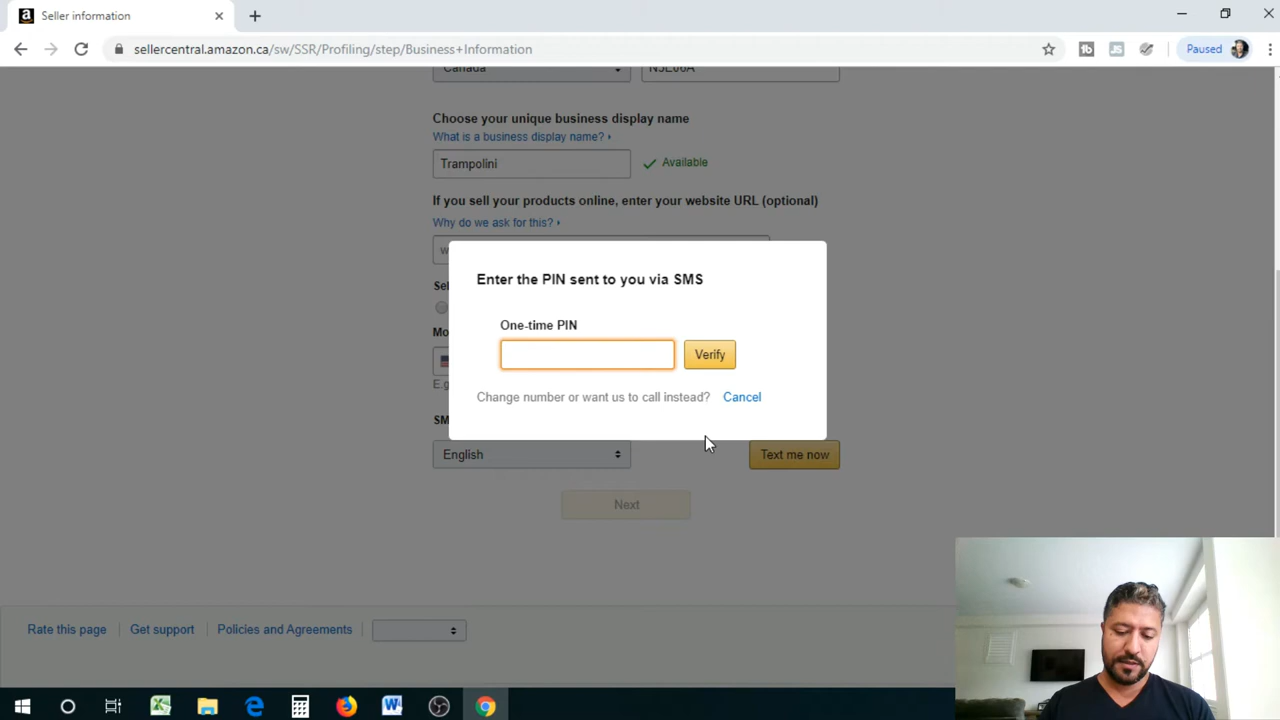 Seller information
sellercentral.amazon.ca/sw/SSR/Profiling/step/Business+Information
Paused
Canada
N5E06A
Choose your unique business display name
What is a business display name?
Trampolini
Available
If you sell your products online, enter your website URL (optional)
Why do we ask for this?
Enter the PIN sent to you via SMS
One-time PIN
Verify
Change number or want us to call instead? Cancel
English
Text me now
Next
Rate this page
Get support
Policies and Agreements